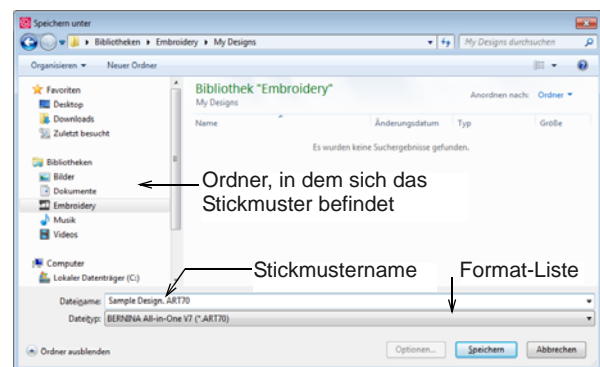 Speichern unter
Bibliotheken Embroidery My Designs
My Designs durchsuchen
Organisieren Neuer Ordner
Favoriten
Desktop
Downloads
Zuletzt besucht
Bibliotheken
Bilder
Dokumente
Embroidery
Musik
Videos
Computer
Lokaler Datenträger (C:)
Bibliothek "Embroidery"
My Designs
Anordnen nach: Ordner
Name Änderungsdatum Typ Größe
Es wurden keine Suchergebnisse gefunden.
Ordner, in dem sich das
Stickmuster befindet
Stickmustername
Format-Liste
Dateiname: Sample Design. ART70
Dateityp: BERNINA All-in-One V7 (*.ART70)
Ordner ausblenden
Optionen... Speichern Abbrechen